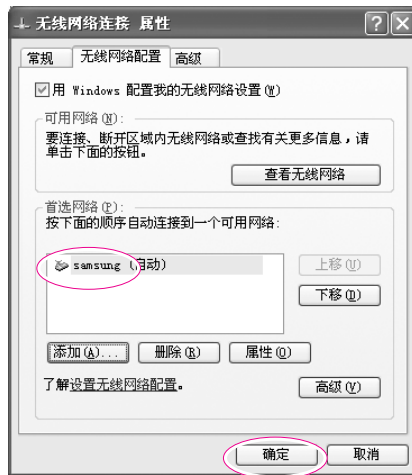 无线网络连接 属性
常规 无线网络配置 高级
用 Windows 配置我的无线网络设置(W)
可用网络(N):
要连接、断开区域内无线网络或查找有关更多信息，请
单击下面的按钮。
查看无线网络
首选网络(P):
按下面的顺序自动连接到一个可用网络:
samsung (自动)
上移(U)
下移(D)
添加(A)... 删除(R) 属性(O)
了解设置无线网络配置。
高级(V)
确定 取消